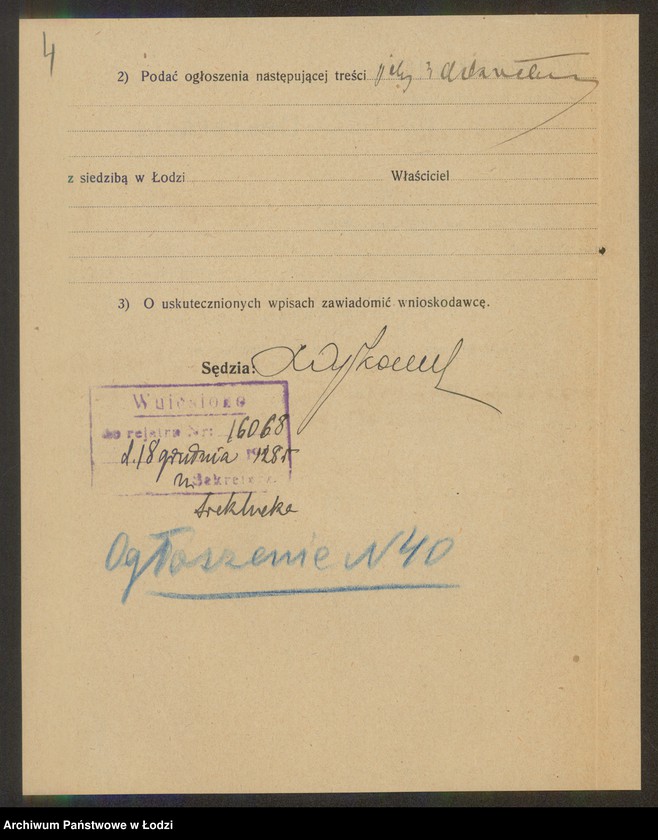 4
2) Podać ogłoszenia następującej treści
z siedzibą w Łodzi Właściciel
3) O uskutecznionych wpisach zawiadomić wnioskodawcę.
Sędzia:
Wniesiono
do rejstru Nr: 16068
d. 18 grudnia 1928 r
Sekretarz
Ogłoszenie N 40
Archiwum Państwowe w Łodzi